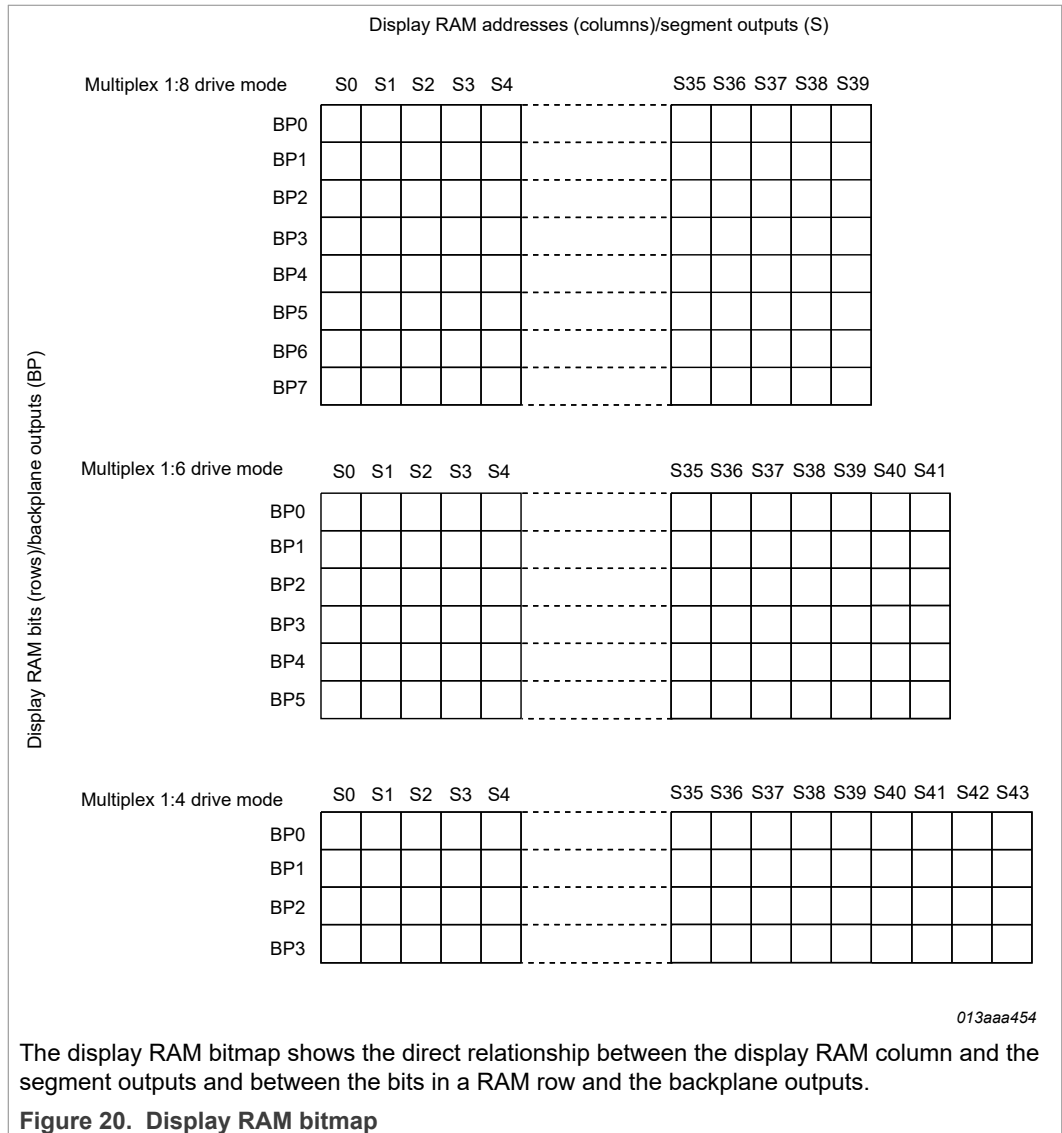 Display RAM addresses (columns)/segment outputs (S)
Display RAM bits (rows)/backplane outputs (BP)
Multiplex 1:8 drive mode S0 S1 S2 S3 S4 S35 S36 S37 S38 S39
BP0
BP1
BP2
BP3
BP4
BP5
BP6
BP7
Multiplex 1:6 drive mode S0 S1 S2 S3 S4 S35 S36 S37 S38 S39 S40 S41
BP0
BP1
BP2
BP3
BP4
BP5
Multiplex 1:4 drive mode S0 S1 S2 S3 S4 S35 S36 S37 S38 S39 S40 S41 S42 S43
BP0
BP1
BP2
BP3
013aaa454
The display RAM bitmap shows the direct relationship between the display RAM column and the
segment outputs and between the bits in a RAM row and the backplane outputs.
Figure 20. Display RAM bitmap